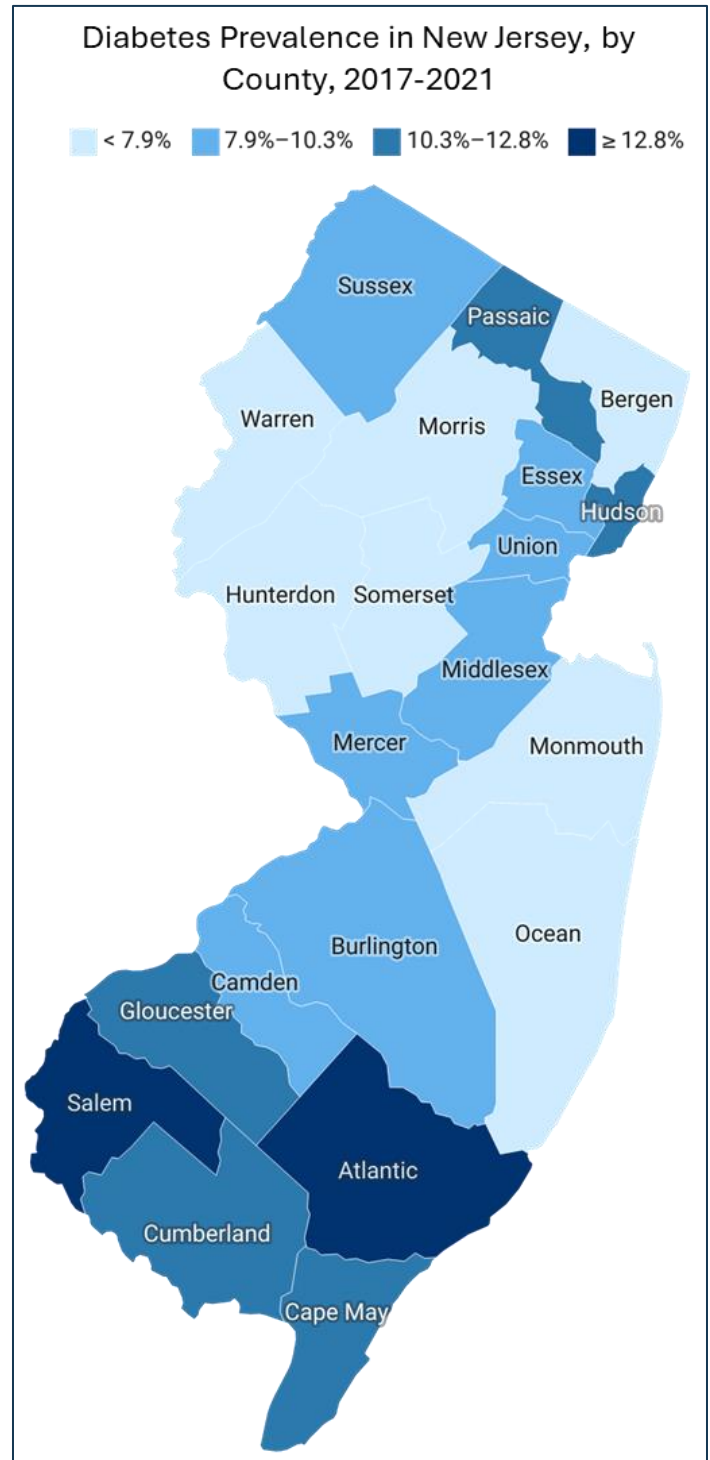 Diabetes Prevalence in New Jersey, by
County, 2017-2021
< 7.9% 7.9%–10.3% 10.3%–12.8% ≥ 12.8%
Sussex
Passaic
Bergen
Warren
Morris
Essex
Hudson
Union
Hunterdon
Somerset
Middlesex
Mercer
Monmouth
Ocean
Burlington
Camden
Gloucester
Salem
Atlantic
Cumberland
Cape May